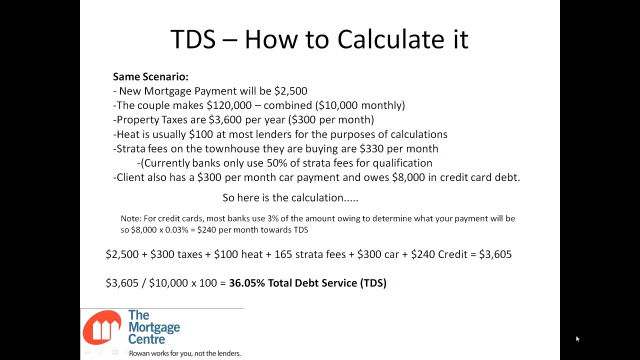 TDS – How to Calculate it
Same Scenario:
- New Mortgage Payment will be $2,500
-The couple makes $120,000 – combined ($10,000 monthly)
-Property Taxes are $3,600 per year ($300 per month)
-Heat is usually $100 at most lenders for the purposes of calculations
-Strata fees on the townhouse they are buying are $330 per month
-(Currently banks only use 50% of strata fees for qualification
-Client also has a $300 per month car payment and owes $8,000 in credit card debt.
So here is the calculation.....
Note: For credit cards, most banks use 3% of the amount owing to determine what your payment will be
so $8,000 x 0.03% = $240 per month towards TDS
$2,500 + $300 taxes + $100 heat + 165 strata fees + $300 car + $240 Credit = $3,605
$3,605 / $10,000 x 100 = 36.05% Total Debt Service (TDS)
The
Mortgage
Centre
Rowan works for you, not the lenders.